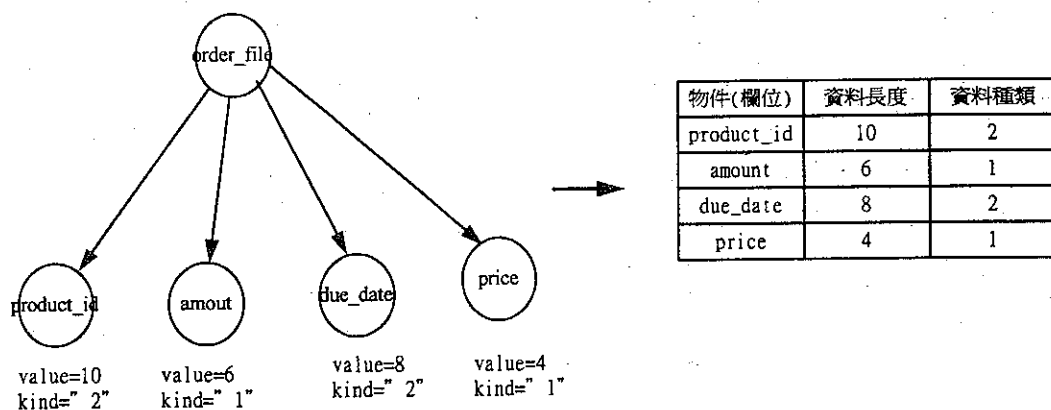 order_file
product_id
amout
due_date
price
value=10
kind=” 2”
value=6
kind=” 1”
value=8
kind=” 2”
value=4
kind=” 1”
物件(欄位) 資料長度 資料種類
product_id 10 2
amount 6 1
due_date 8 2
price 4 1